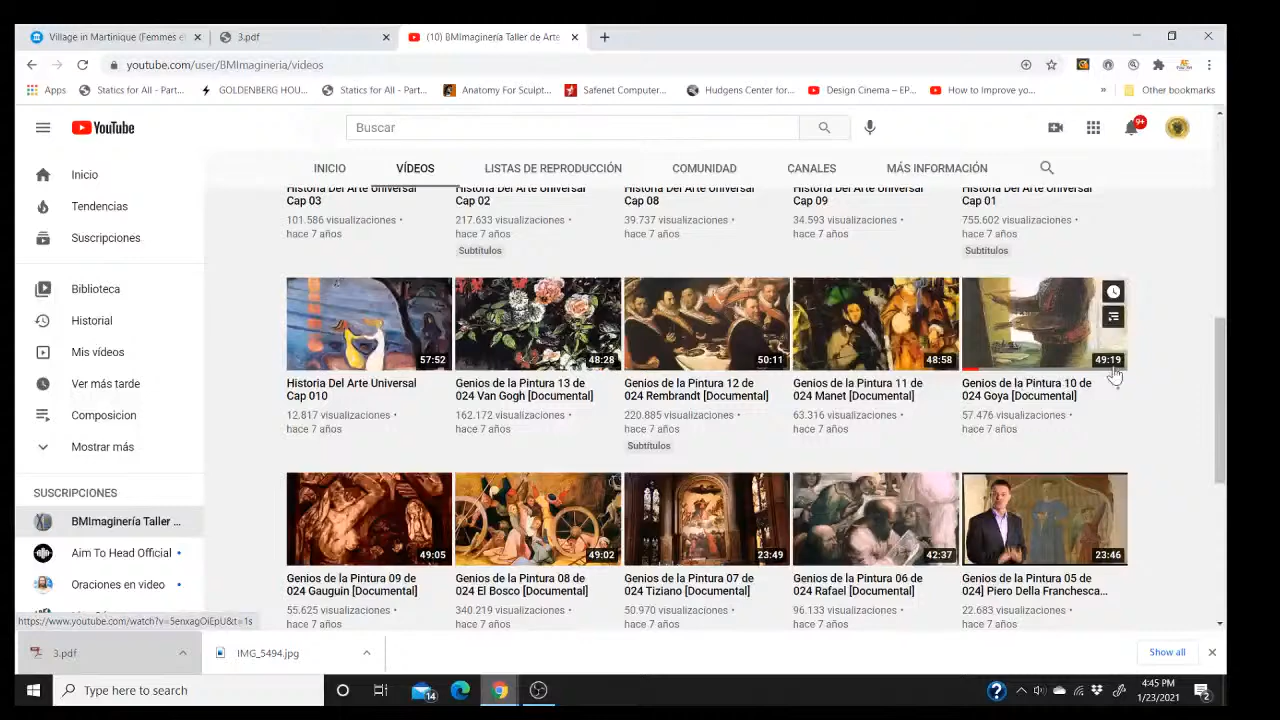 Village in Martinique (Femmes e
3.pdf
(10) BMImaginería Taller de Arte
youtube.com/user/BMImagineria/videos
Apps
Statics for All - Part...
GOLDENBERG HOU...
Statics for All - Part...
Anatomy For Sculpt...
Safenet Computer...
Hudgens Center for...
Design Cinema – EP...
How to Improve yo...
»
Other bookmarks
YouTube
Buscar
9+
INICIO
VÍDEOS
LISTAS DE REPRODUCCIÓN
COMUNIDAD
CANALES
MÁS INFORMACIÓN
Inicio
Tendencias
Suscripciones
Biblioteca
Historial
Mis vídeos
Ver más tarde
Composicion
Mostrar más
SUSCRIPCIONES
BMImaginería Taller ...
Aim To Head Official •
Oraciones en video •
Historia Del Arte Universal
Cap 03
101.586 visualizaciones •
hace 7 años
Historia Del Arte Universal
Cap 02
217.633 visualizaciones •
hace 7 años
Subtítulos
Historia Del Arte Universal
Cap 08
39.737 visualizaciones •
hace 7 años
Historia Del Arte Universal
Cap 09
34.593 visualizaciones •
hace 7 años
Historia Del Arte Universal
Cap 01
755.602 visualizaciones •
hace 7 años
Subtítulos
57:52
Historia Del Arte Universal
Cap 010
12.817 visualizaciones •
hace 7 años
48:28
Genios de la Pintura 13 de
024 Van Gogh [Documental]
162.172 visualizaciones •
hace 7 años
50:11
Genios de la Pintura 12 de
024 Rembrandt [Documental]
220.885 visualizaciones •
hace 7 años
Subtítulos
48:58
Genios de la Pintura 11 de
024 Manet [Documental]
63.316 visualizaciones •
hace 7 años
49:19
Genios de la Pintura 10 de
024 Goya [Documental]
57.476 visualizaciones •
hace 7 años
49:05
Genios de la Pintura 09 de
024 Gauguin [Documental]
55.625 visualizaciones •
hace 7 años
49:02
Genios de la Pintura 08 de
024 El Bosco [Documental]
340.219 visualizaciones •
hace 7 años
23:49
Genios de la Pintura 07 de
024 Tiziano [Documental]
50.970 visualizaciones •
hace 7 años
42:37
Genios de la Pintura 06 de
024 Rafael [Documental]
96.133 visualizaciones •
hace 7 años
23:46
Genios de la Pintura 05 de
024] Piero Della Franchesca...
22.683 visualizaciones •
hace 7 años
https://www.youtube.com/watch?v=5enxagOiEpU&t=1s
3.pdf
IMG_5494.jpg
Show all
Type here to search
14
4:45 PM
1/23/2021
2